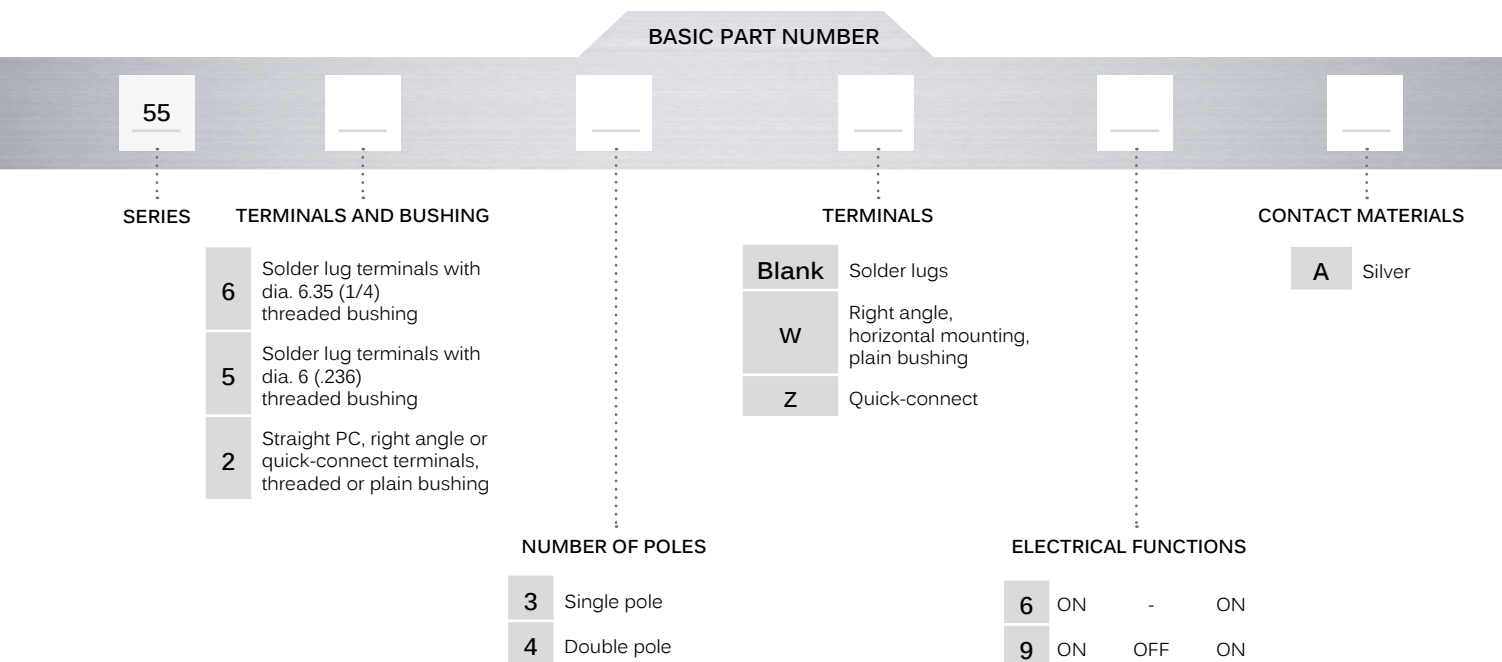 BASIC PART NUMBER
55
SERIES
TERMINALS AND BUSHING
6
Solder lug terminals with
dia. 6.35 (1/4)
threaded bushing
5
Solder lug terminals with
dia. 6 (.236)
threaded bushing
2
Straight PC, right angle or
quick-connect terminals,
threaded or plain bushing
NUMBER OF POLES
3 Single pole
4 Double pole
TERMINALS
Blank Solder lugs
W
Right angle,
horizontal mounting,
plain bushing
Z Quick-connect
ELECTRICAL FUNCTIONS
6 ON - ON
9 ON OFF ON
CONTACT MATERIALS
A Silver